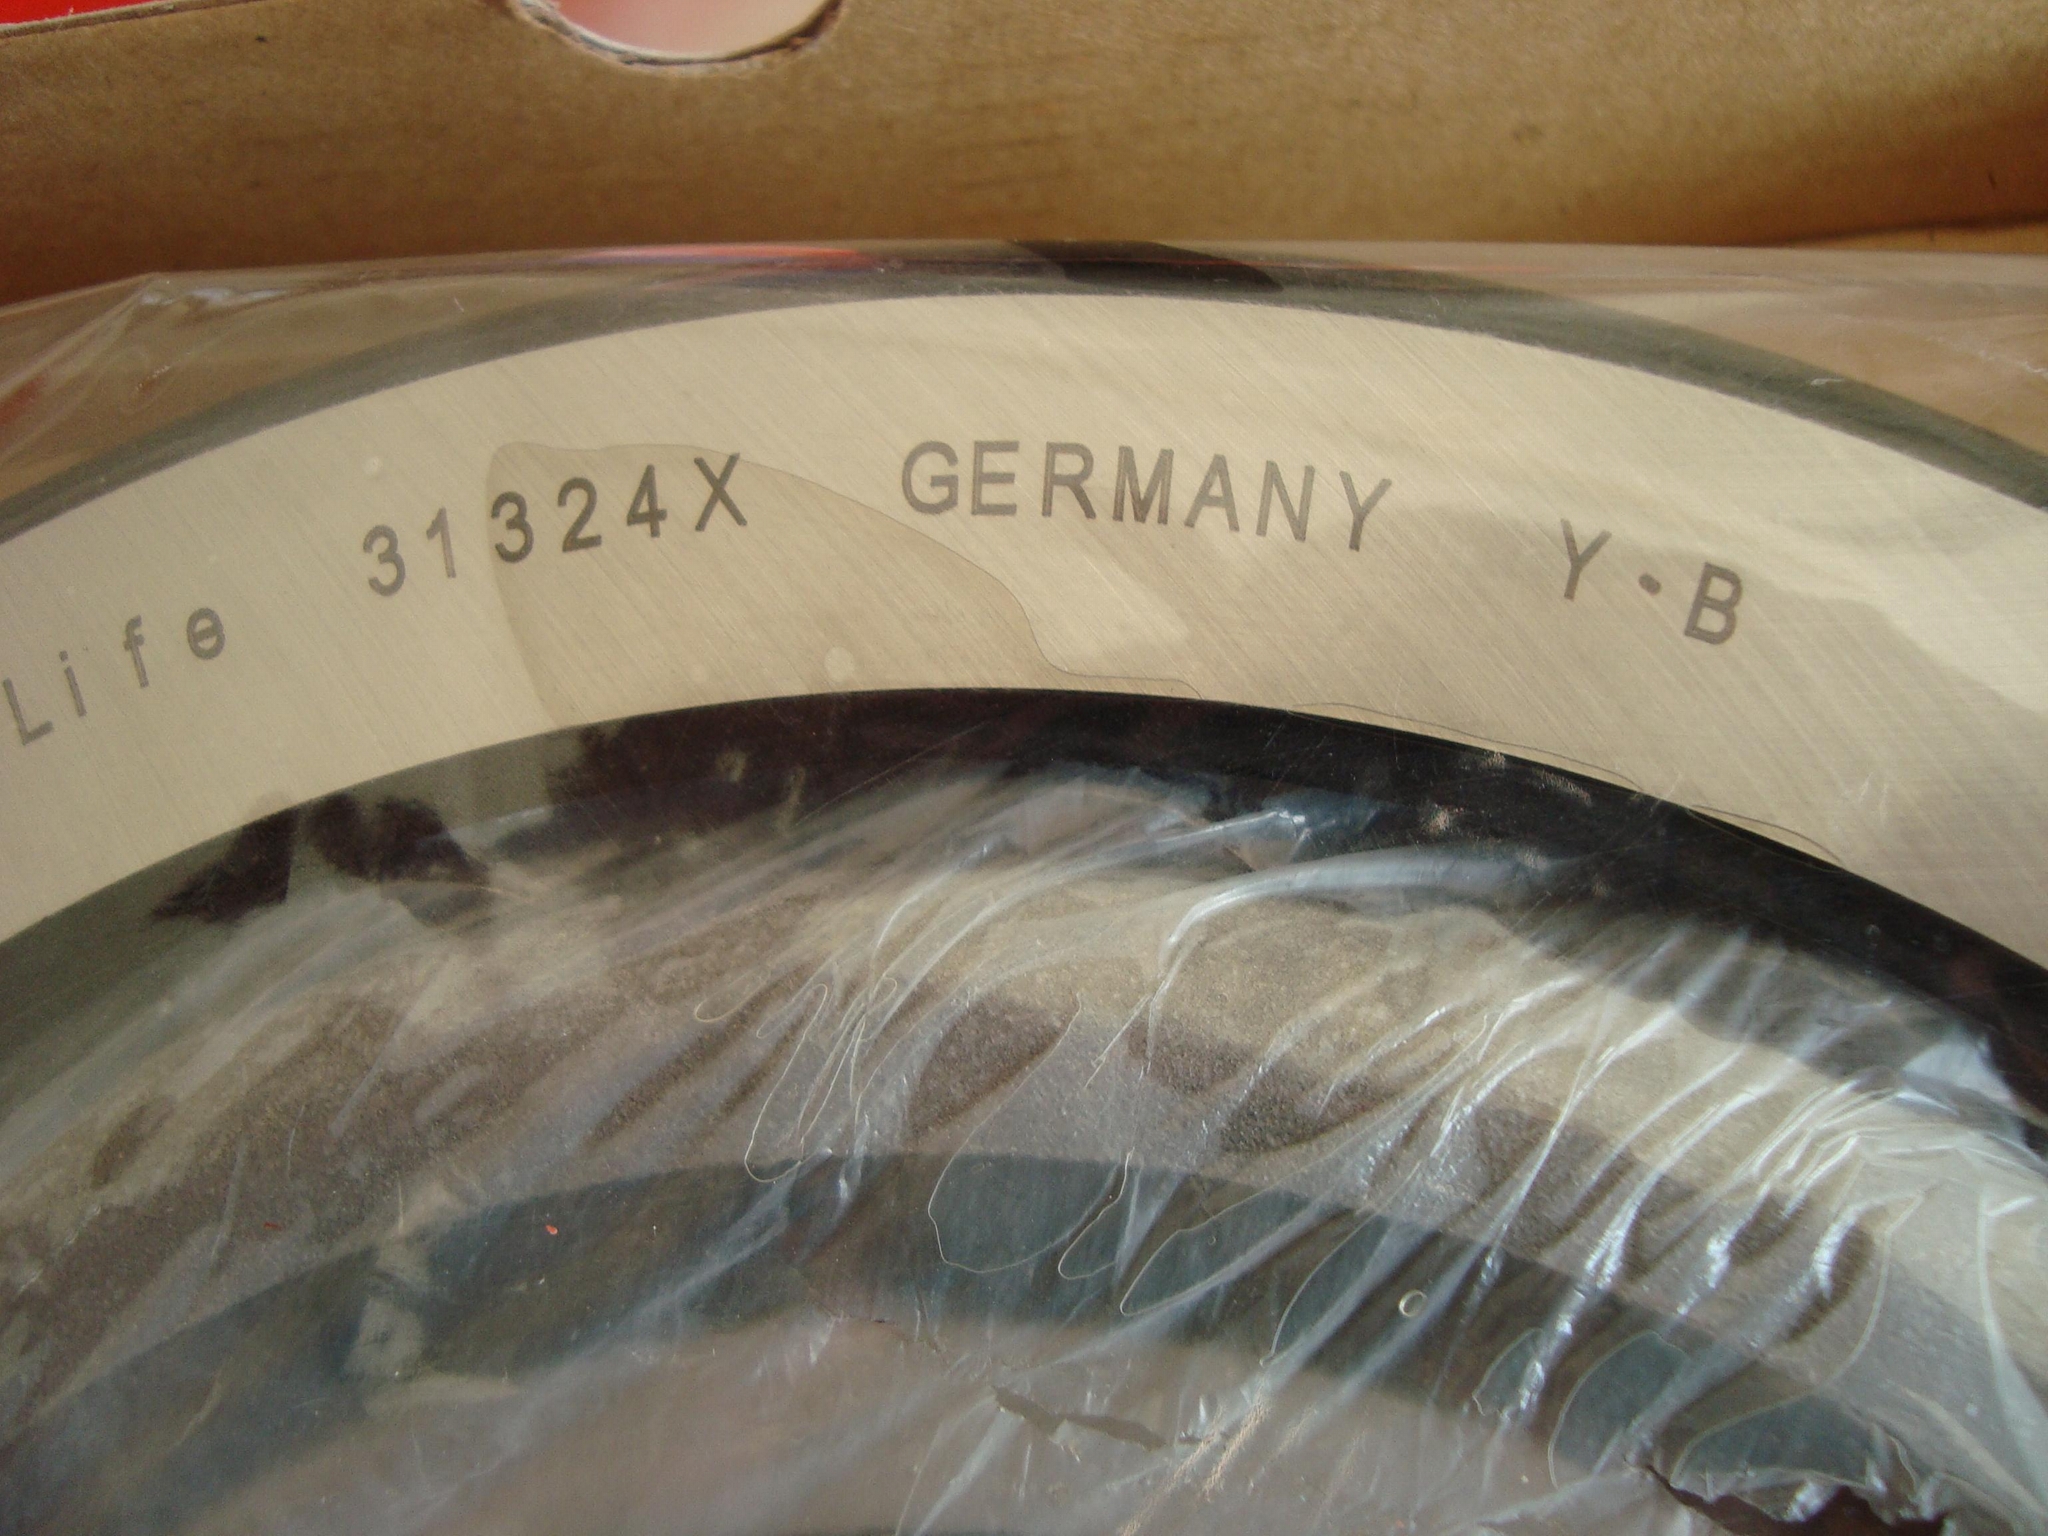 Life 31324X GERMANY Y·B